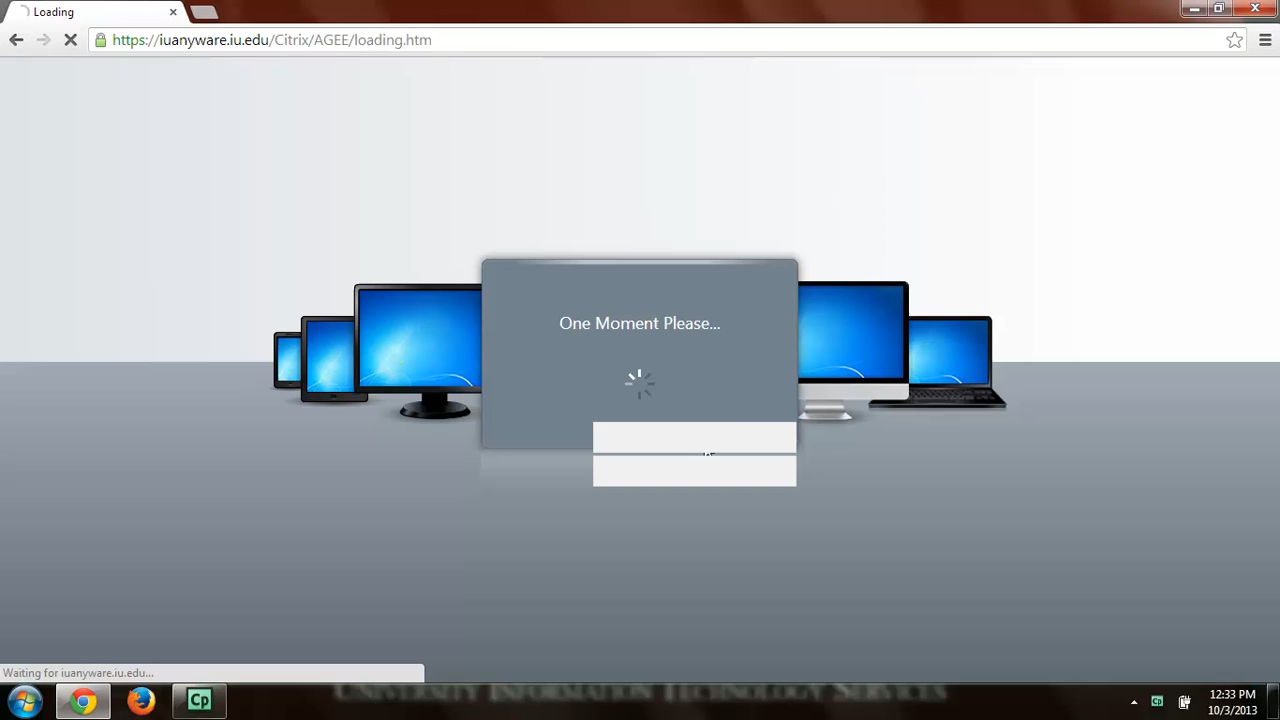 Loading
https://iuanyware.iu.edu/Citrix/AGEE/loading.htm
One Moment Please...
Waiting for iuanyware.iu.edu...
University Information Technology Services
Cp
Cp
12:33 PM
10/3/2013